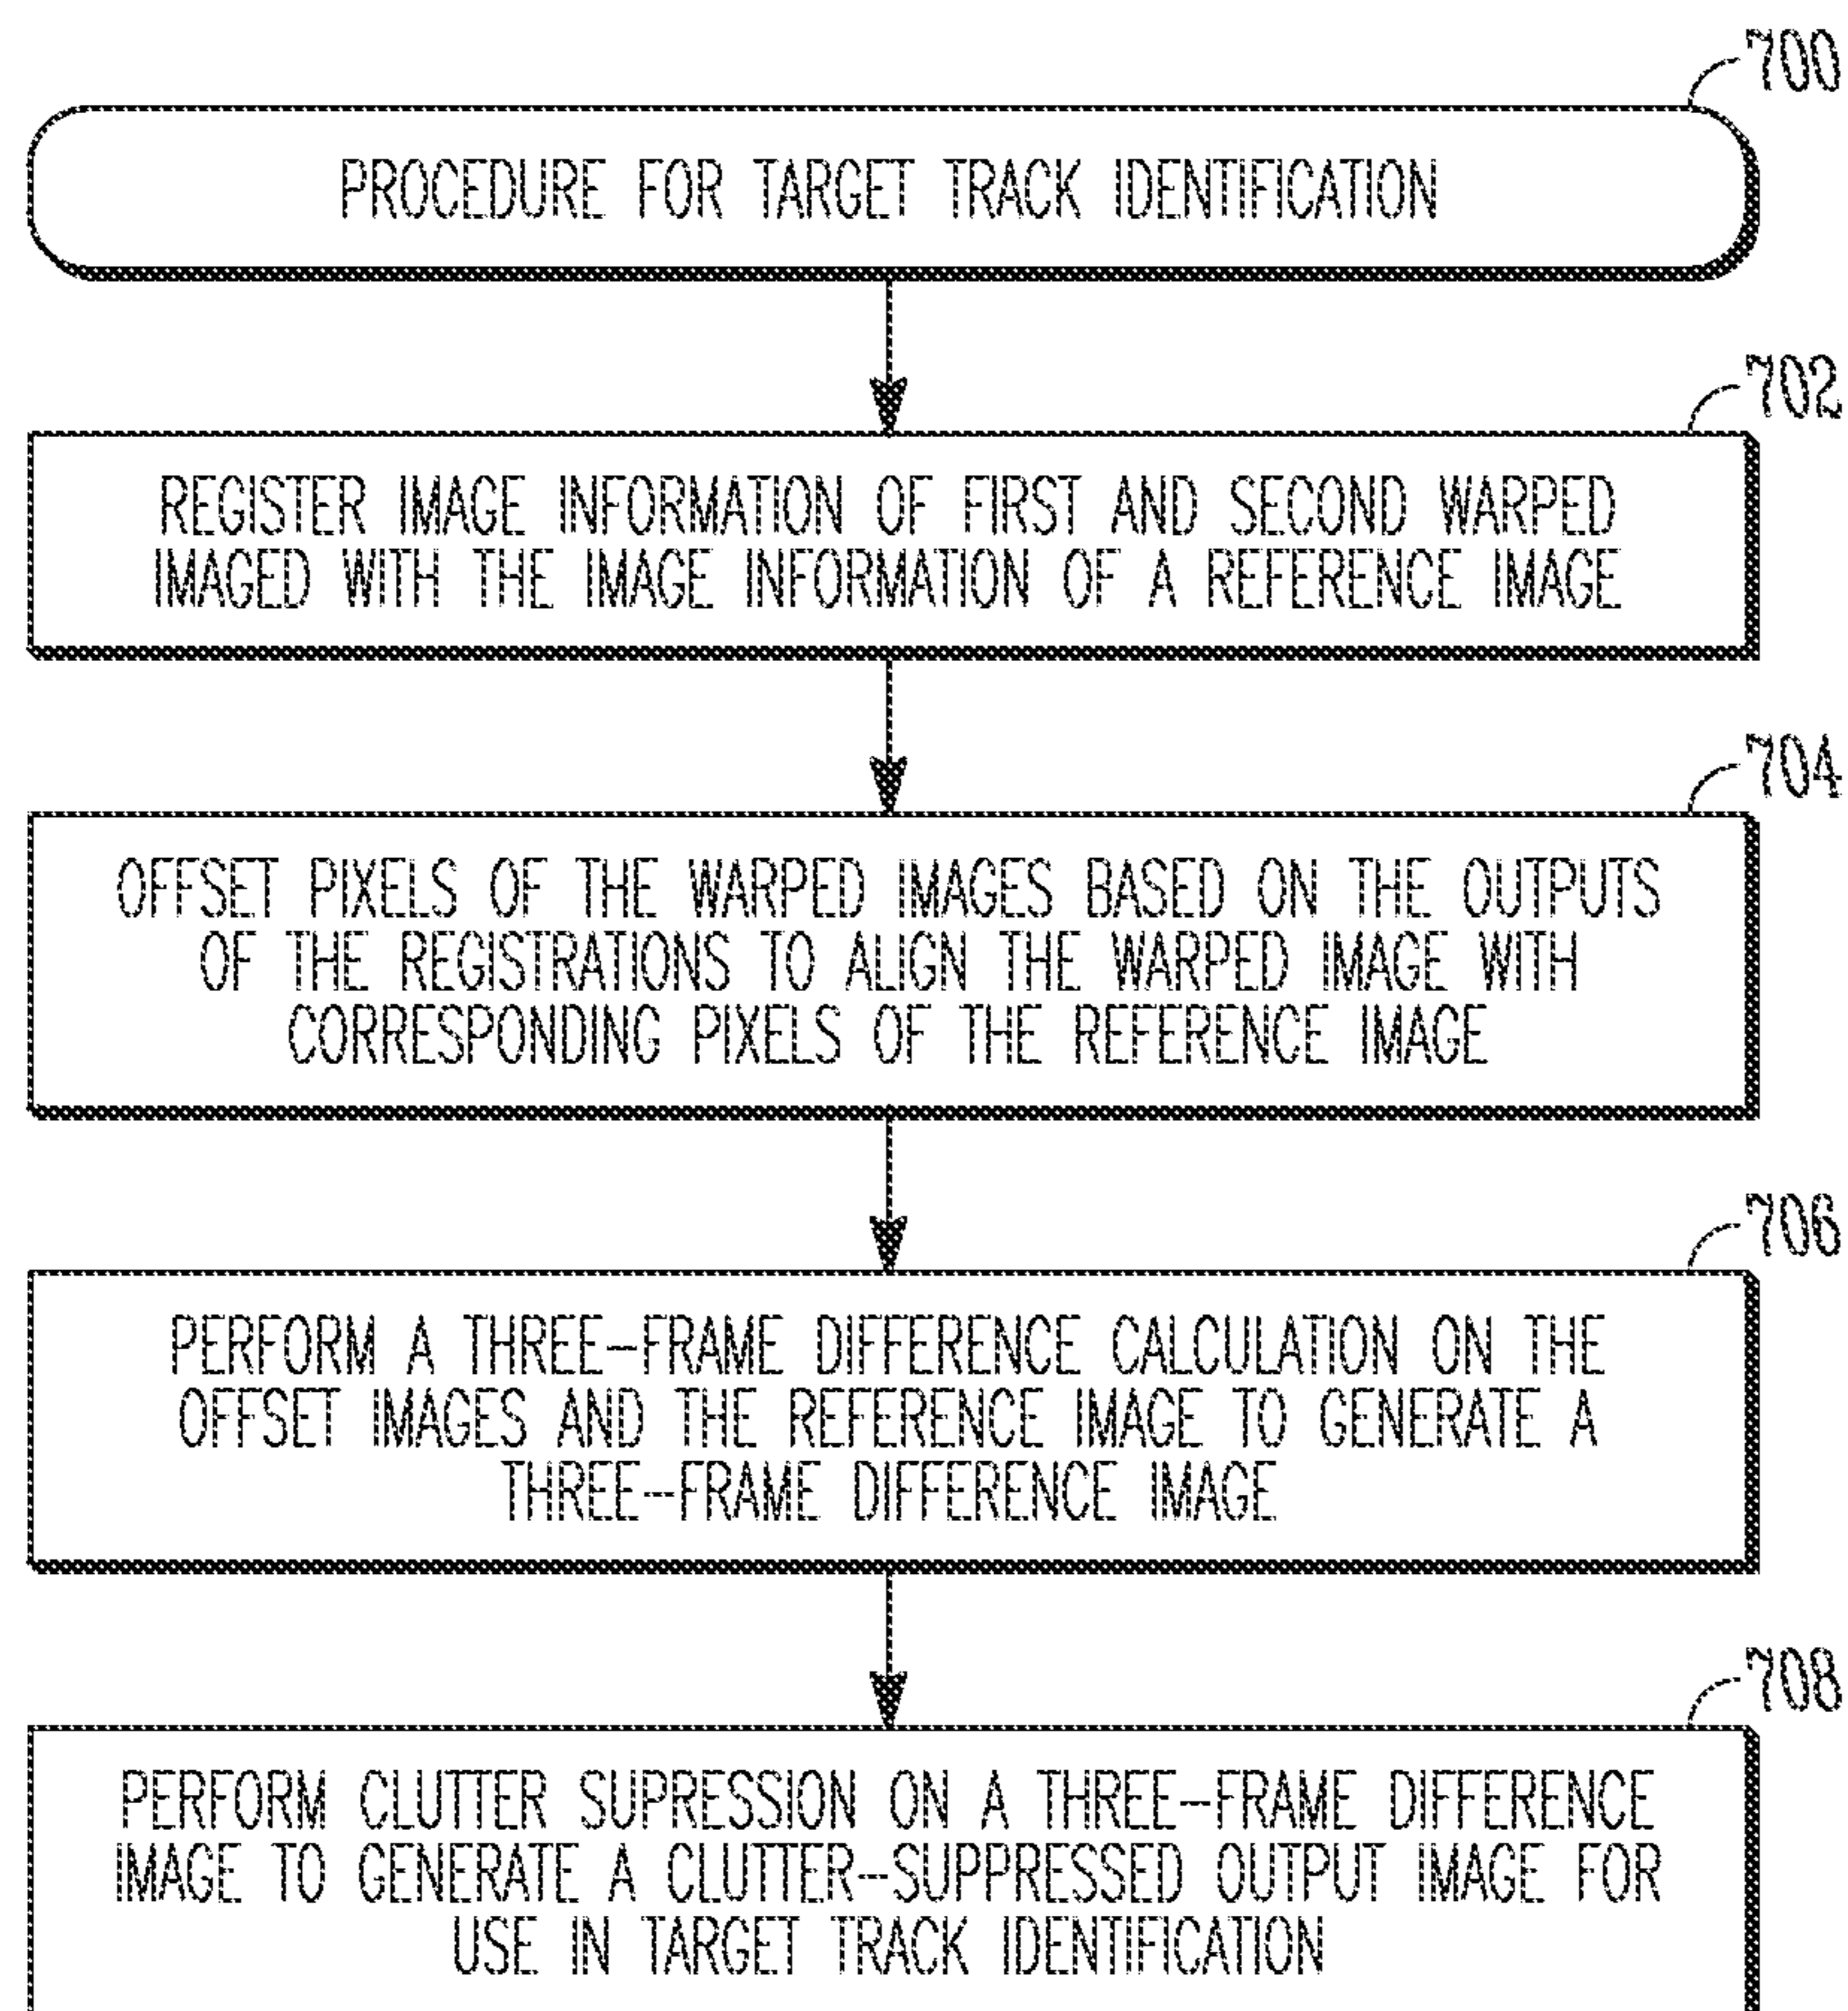 700
PROCEDURE FOR TARGET TRACK IDENTIFICATION
702
REGISTER IMAGE INFORMATION OF FIRST AND SECOND WARPED
IMAGED WITH THE IMAGE INFORMATION OF A REFERENCE IMAGE
704
OFFSET PIXELS OF THE WARPED IMAGES BASED ON THE OUTPUTS
OF THE REGISTRATIONS TO ALIGN THE WARPED IMAGE WITH
CORRESPONDING PIXELS OF THE REFERENCE IMAGE
706
PERFORM A THREE-FRAME DIFFERENCE CALCULATION ON THE
OFFSET IMAGES AND THE REFERENCE IMAGE TO GENERATE A
THREE-FRAME DIFFERENCE IMAGE
708
PERFORM CLUTTER SUPRESSION ON A THREE-FRAME DIFFERENCE
IMAGE TO GENERATE A CLUTTER-SUPPRESSED OUTPUT IMAGE FOR
USE IN TARGET TRACK IDENTIFICATION